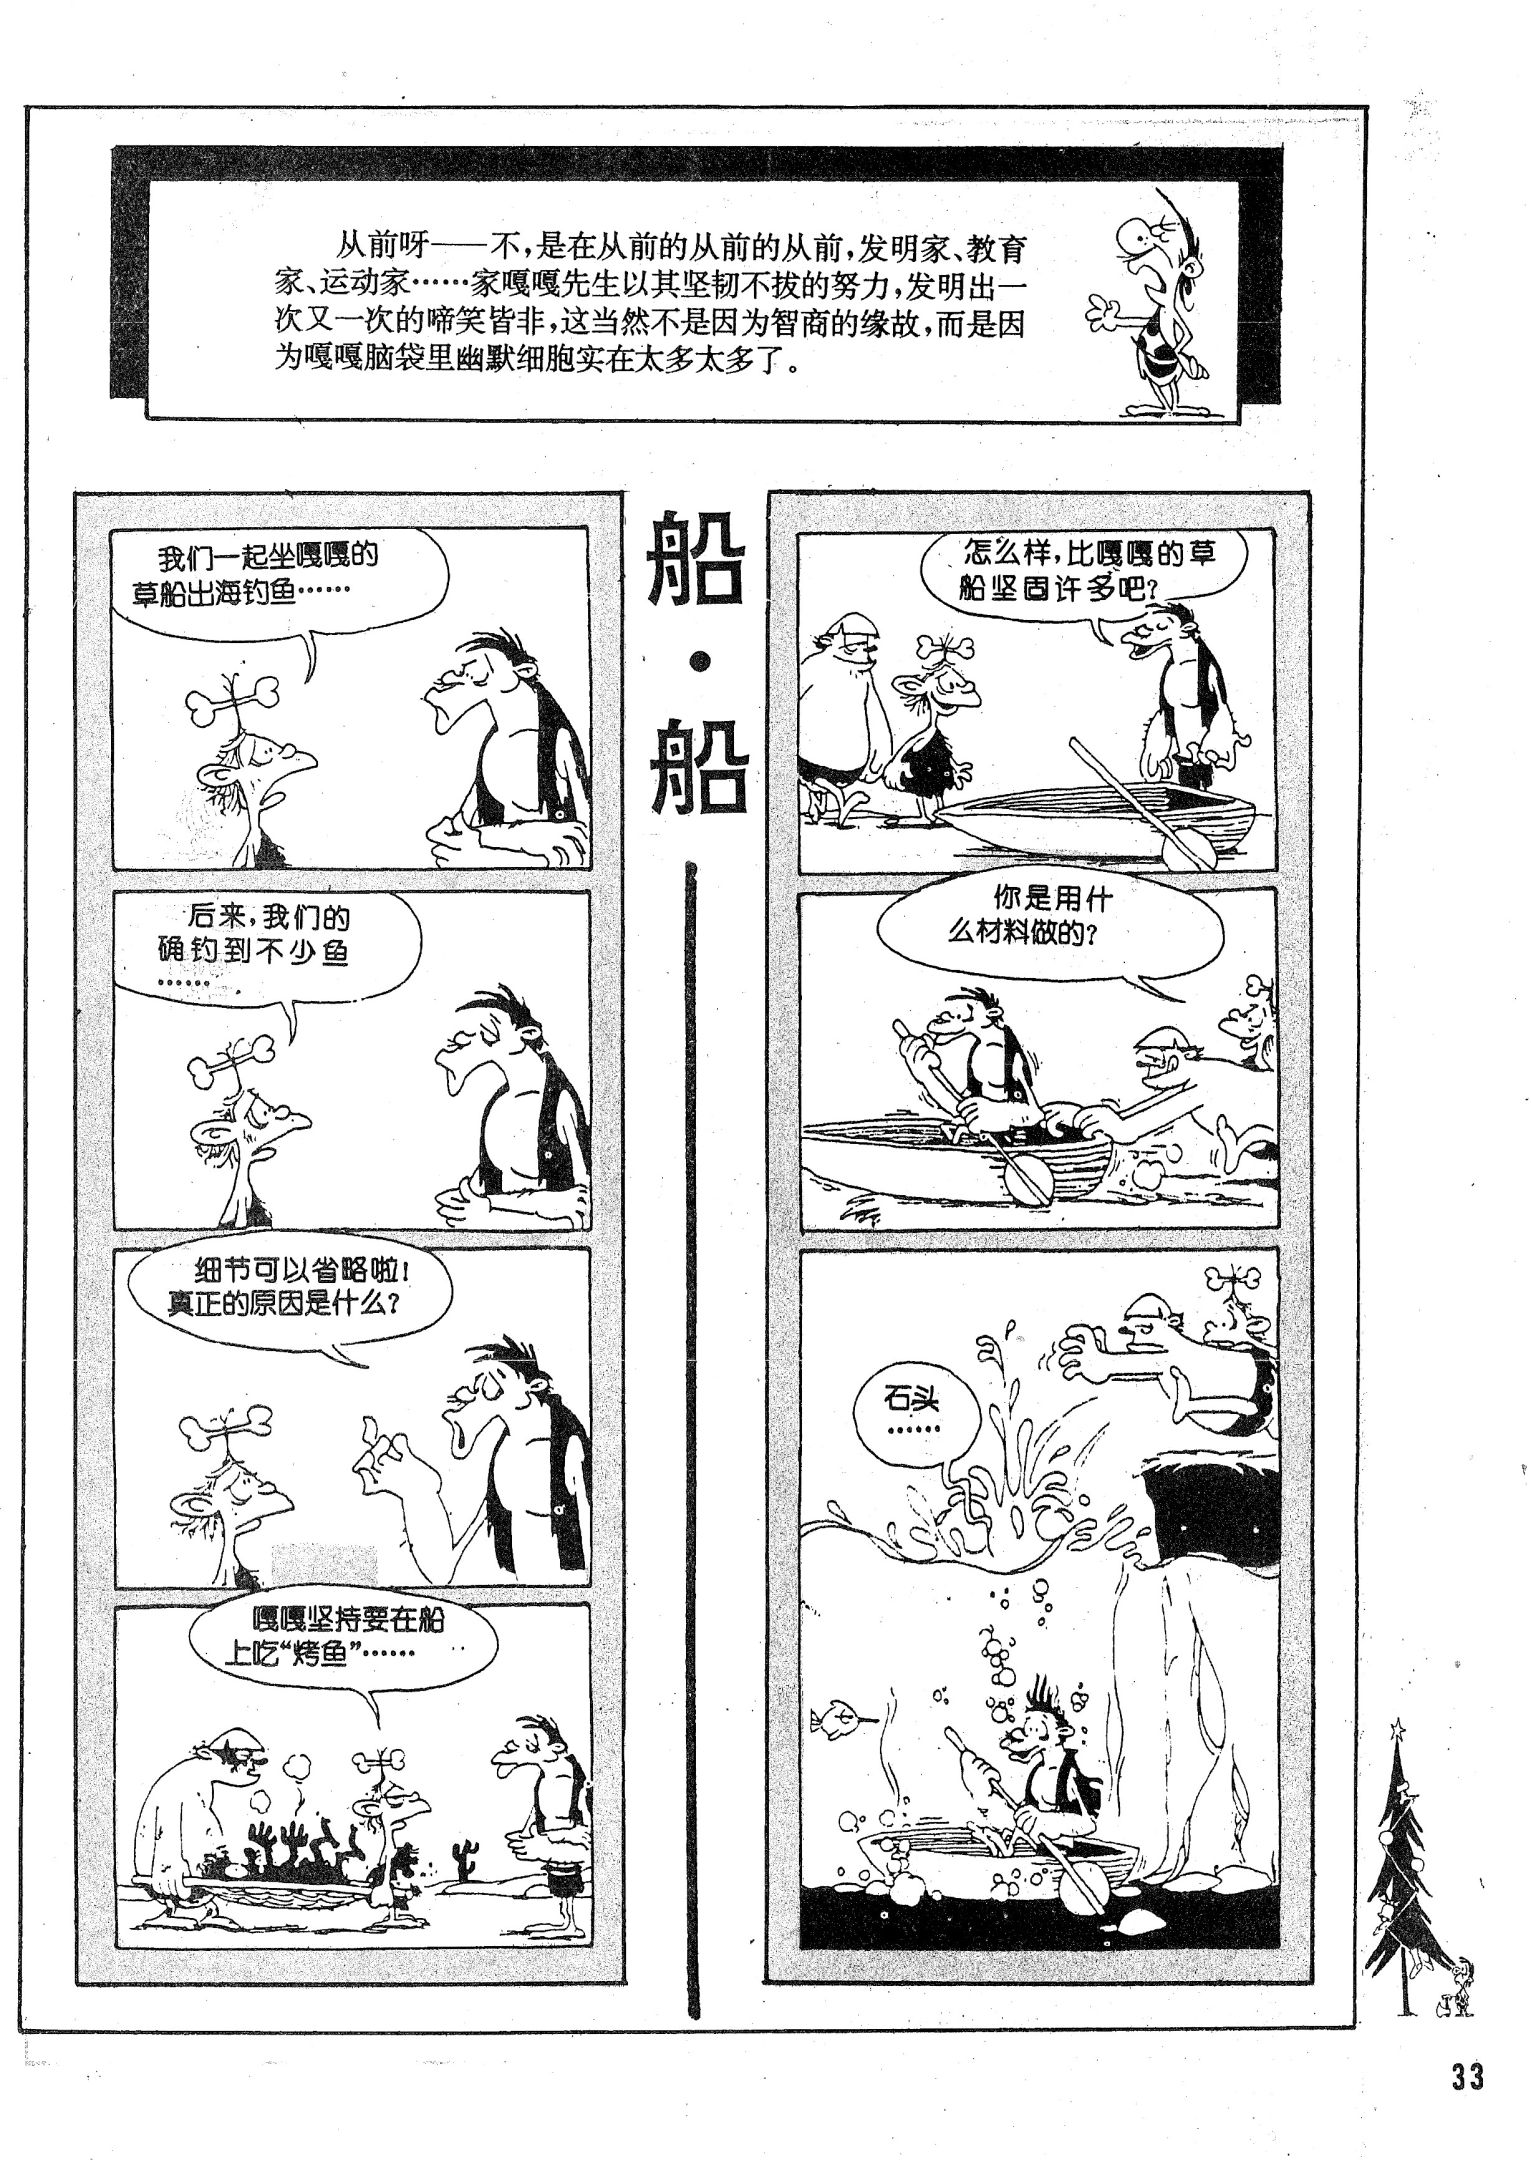 从前呀——不，是在从前的从前的从前，发明家、教育
家、运动家……家嘎嘎先生以其坚韧不拔的努力，发明出一
次又一次的啼笑皆非，这当然不是因为智商的缘故，而是因
为嘎嘎脑袋里幽默细胞实在太多太多了。
船·船
我们一起坐嘎嘎的
草船出海钓鱼……
后来，我们的
确钓到不少鱼
……
细节可以省略啦！
真正的原因是什么？
嘎嘎坚持要在船
上吃“烤鱼”……
怎么样，比嘎嘎的草
船坚固许多吧？
你是用什
么材料做的？
石头
……
33